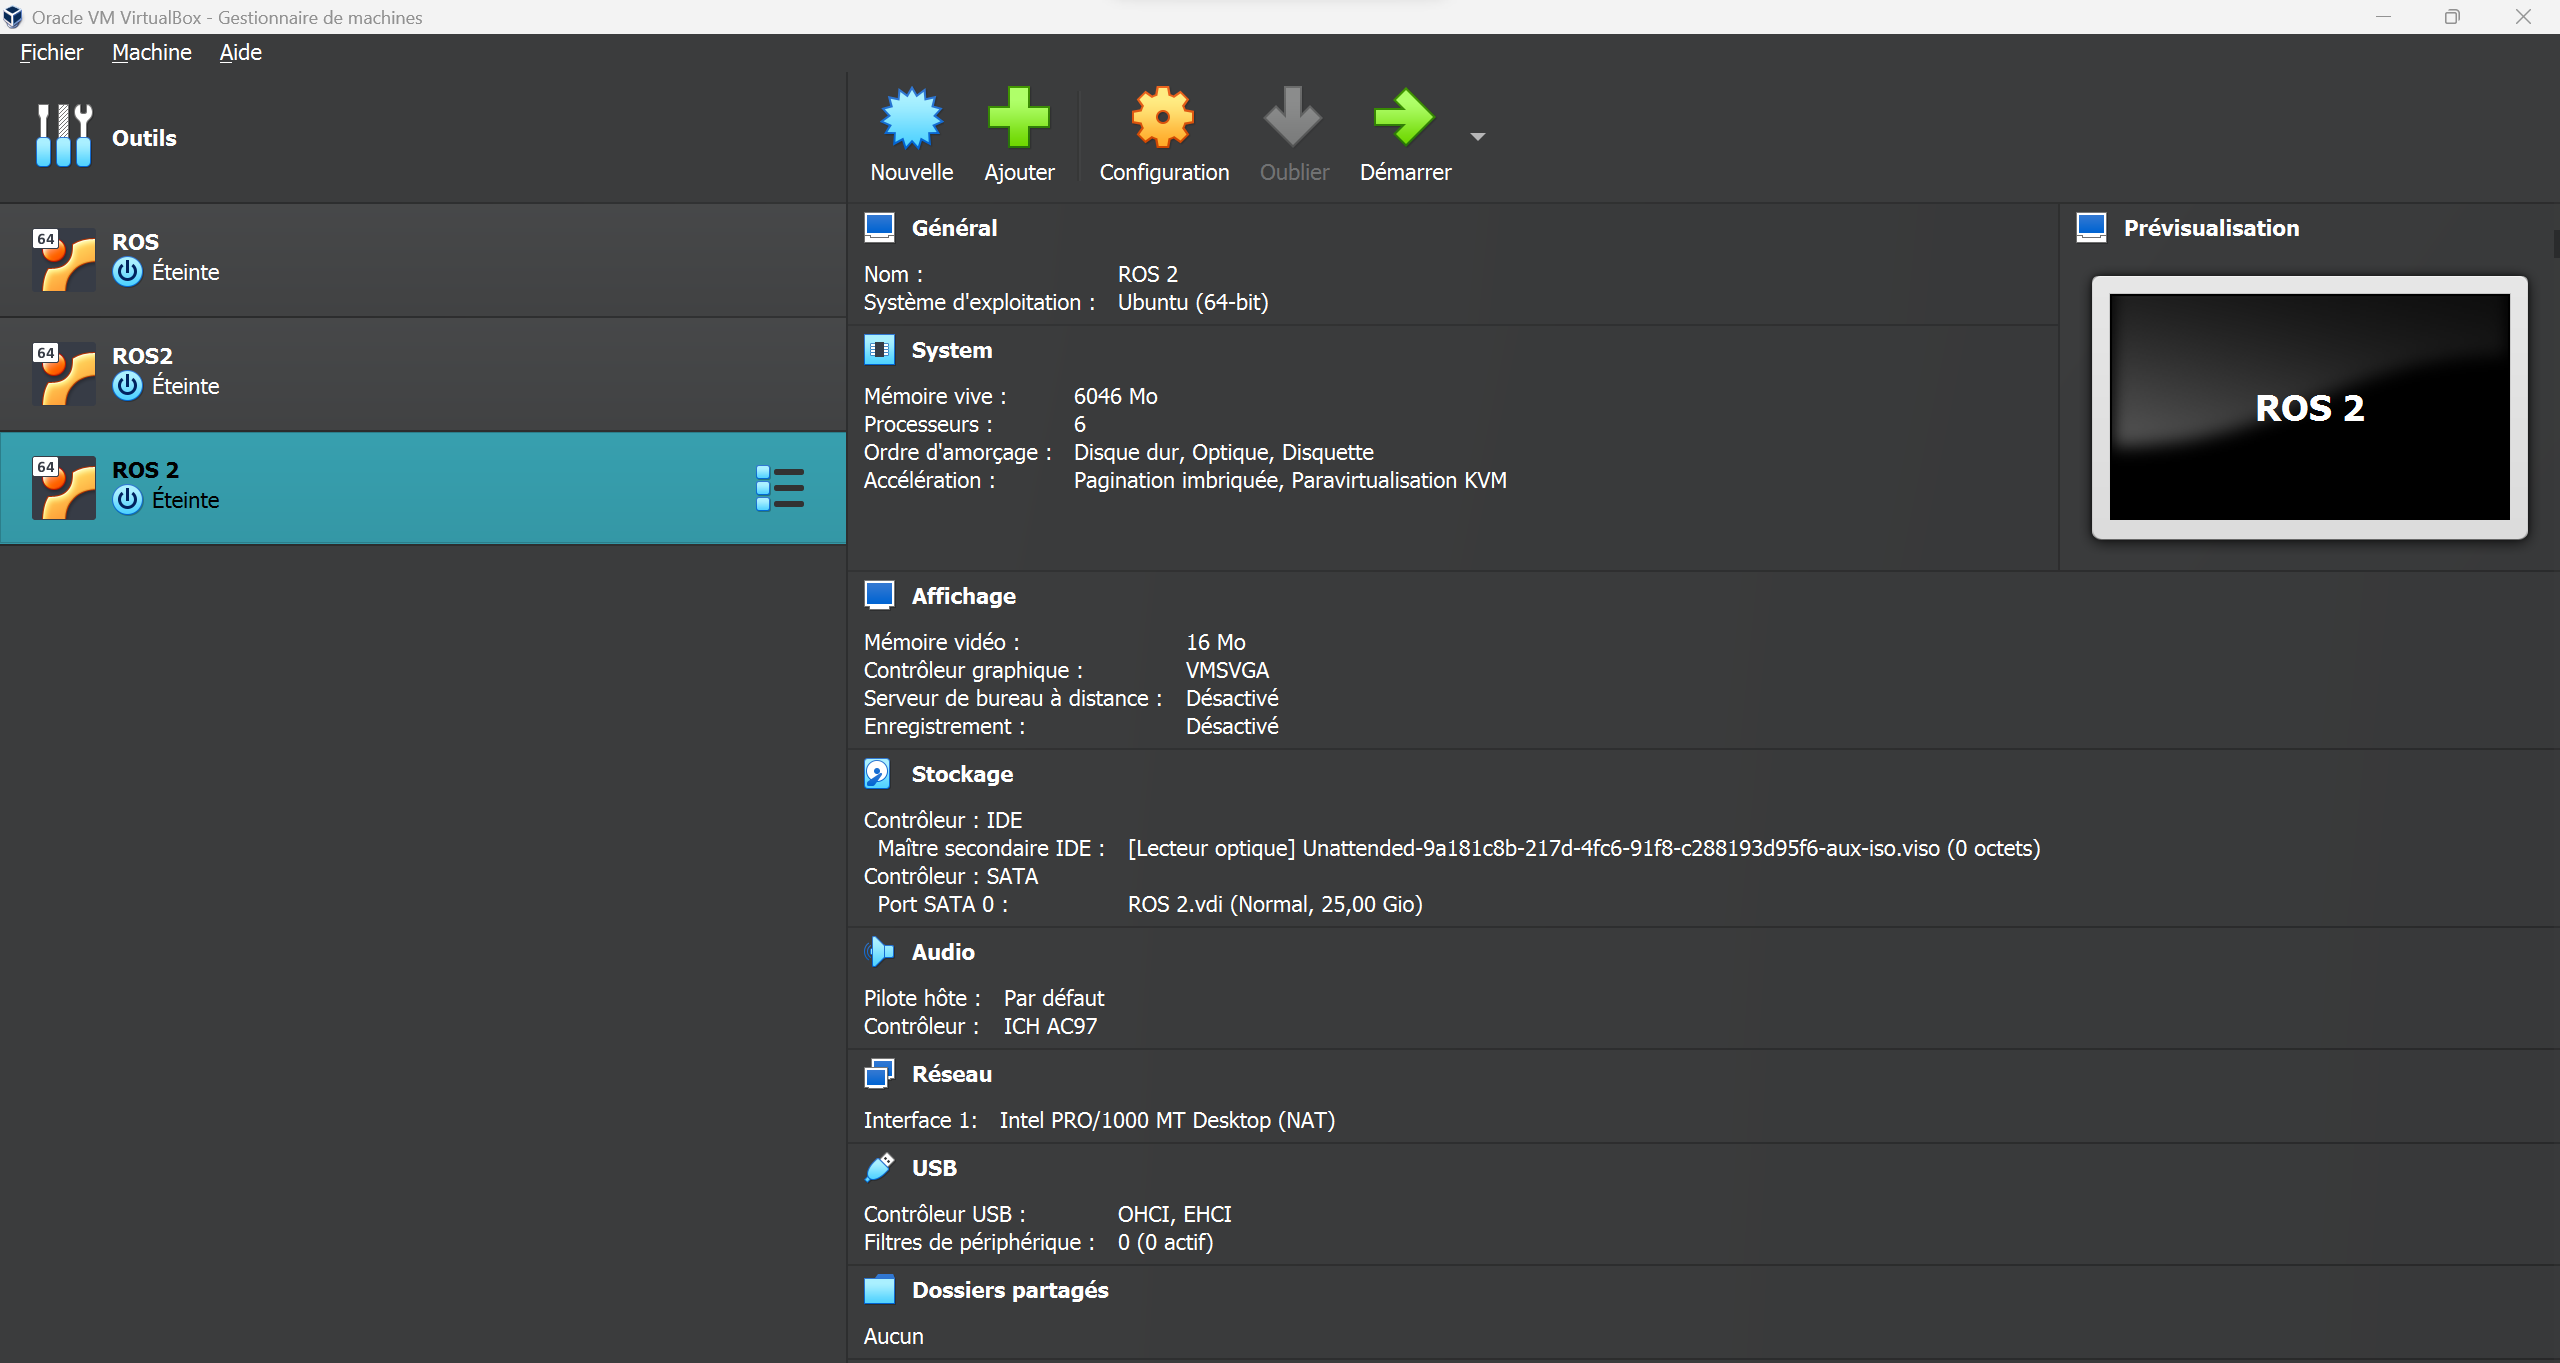 Oracle VM VirtualBox - Gestionnaire de machines
Fichier Machine Aide
Outils
Nouvelle Ajouter Configuration Oublier Démarrer
64 ROS
Éteinte
64 ROS2
Éteinte
64 ROS 2
Éteinte
Général
Nom : ROS 2
Système d'exploitation : Ubuntu (64-bit)
Prévisualisation
ROS 2
System
Mémoire vive : 6046 Mo
Processeurs : 6
Ordre d'amorçage : Disque dur, Optique, Disquette
Accélération : Pagination imbriquée, Paravirtualisation KVM
Affichage
Mémoire vidéo : 16 Mo
Contrôleur graphique : VMSVGA
Serveur de bureau à distance : Désactivé
Enregistrement : Désactivé
Stockage
Contrôleur : IDE
Maître secondaire IDE : [Lecteur optique] Unattended-9a181c8b-217d-4fc6-91f8-c288193d95f6-aux-iso.viso (0 octets)
Contrôleur : SATA
Port SATA 0 : ROS 2.vdi (Normal, 25,00 Gio)
Audio
Pilote hôte : Par défaut
Contrôleur : ICH AC97
Réseau
Interface 1: Intel PRO/1000 MT Desktop (NAT)
USB
Contrôleur USB : OHCI, EHCI
Filtres de périphérique : 0 (0 actif)
Dossiers partagés
Aucun